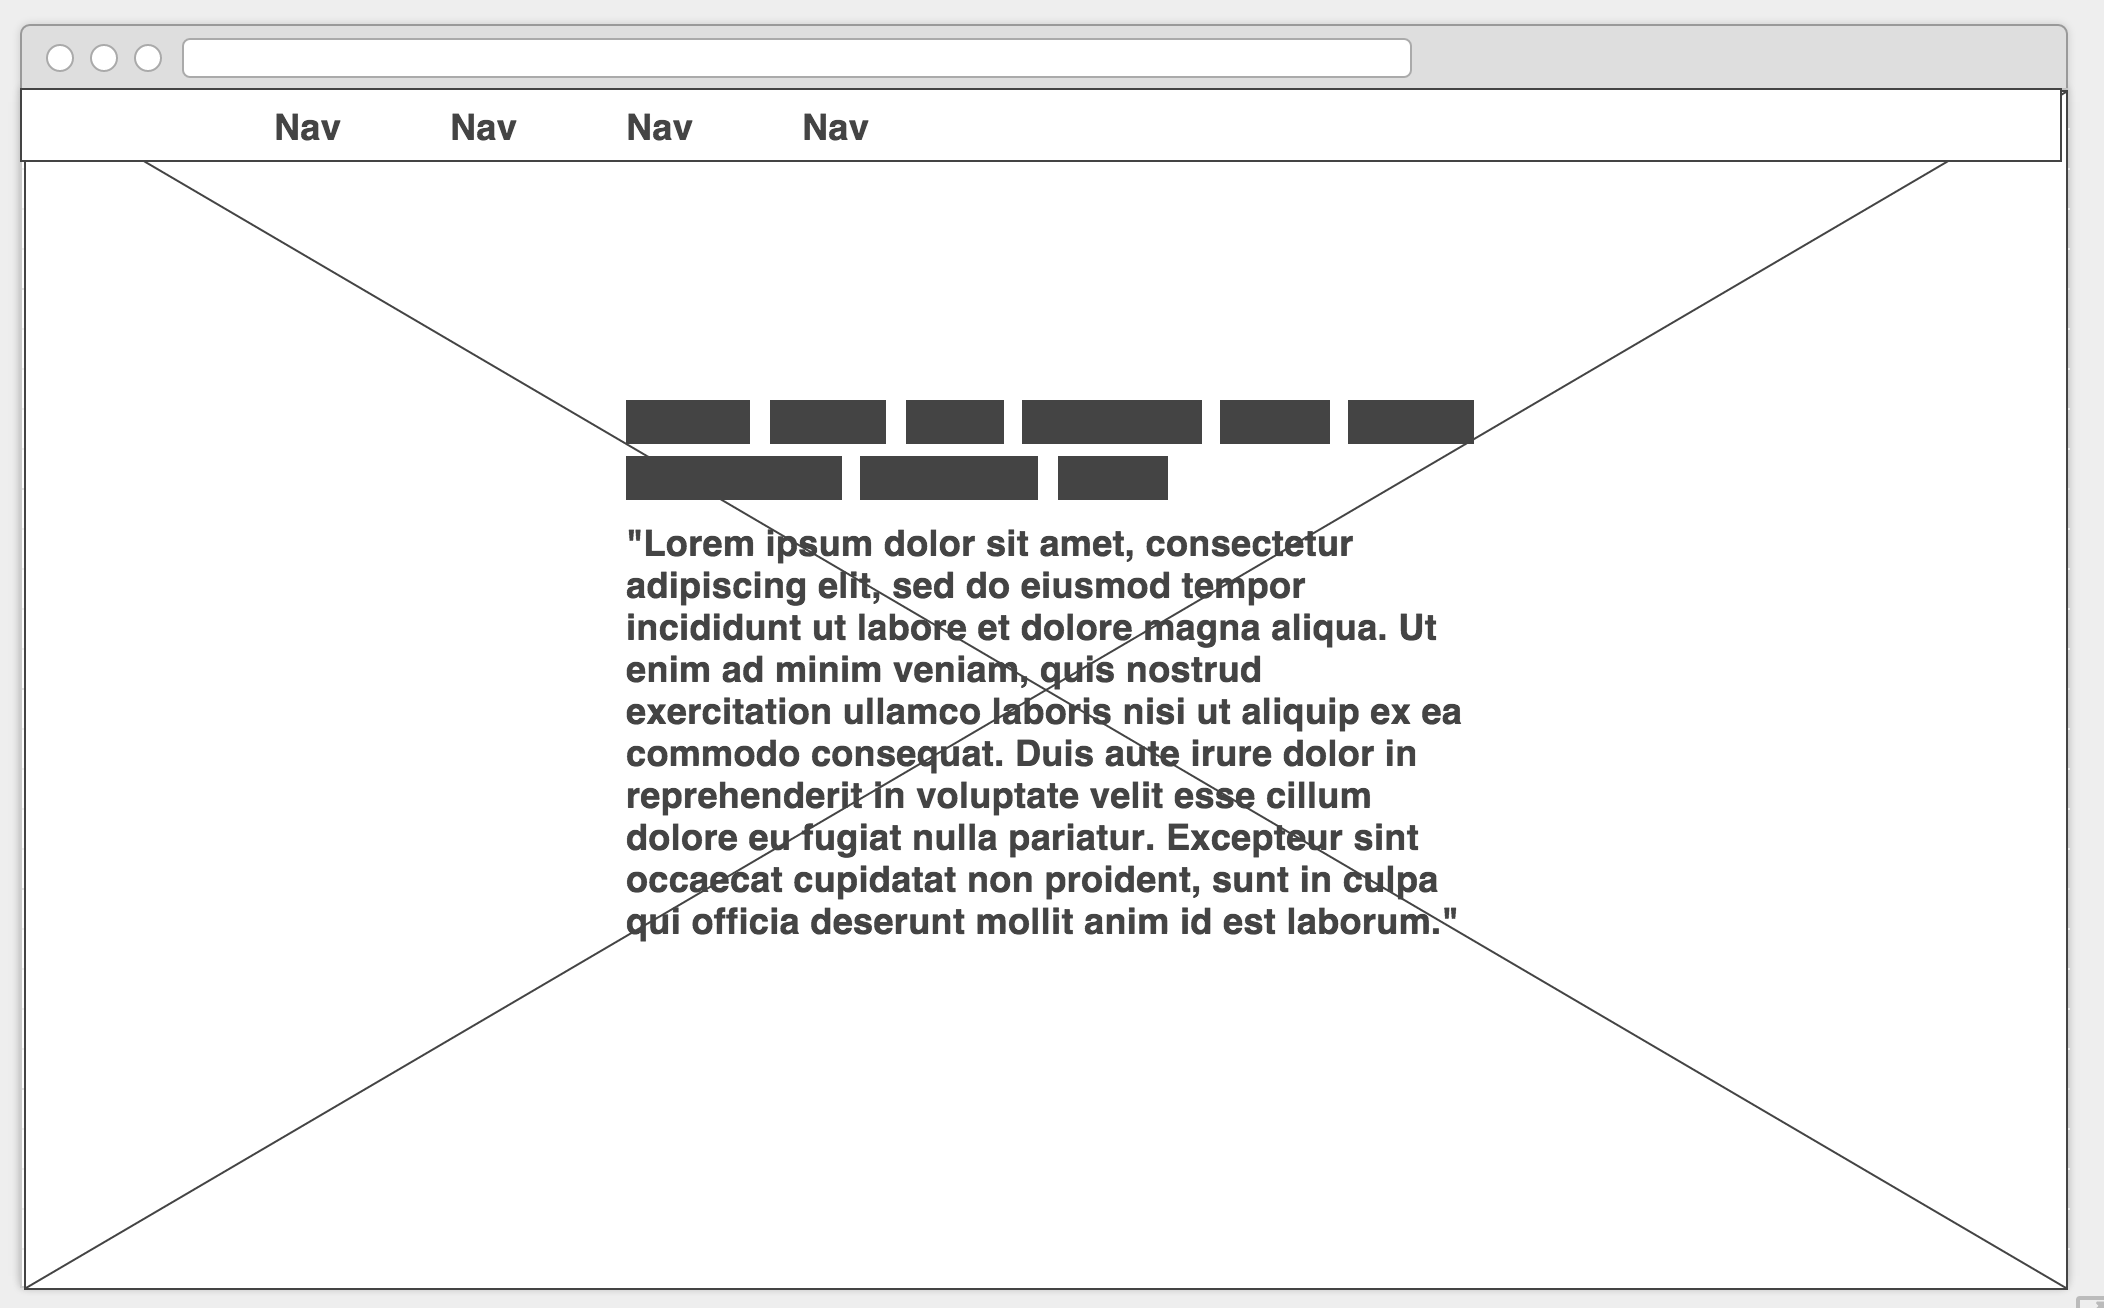 Nav Nav Nav Nav
"Lorem ipsum dolor sit amet, consectetur
adipiscing elit, sed do eiusmod tempor
incididunt ut labore et dolore magna aliqua. Ut
enim ad minim veniam, quis nostrud
exercitation ullamco laboris nisi ut aliquip ex ea
commodo consequat. Duis aute irure dolor in
reprehenderit in voluptate velit esse cillum
dolore eu fugiat nulla pariatur. Excepteur sint
occaecat cupidatat non proident, sunt in culpa
qui officia deserunt mollit anim id est laborum."